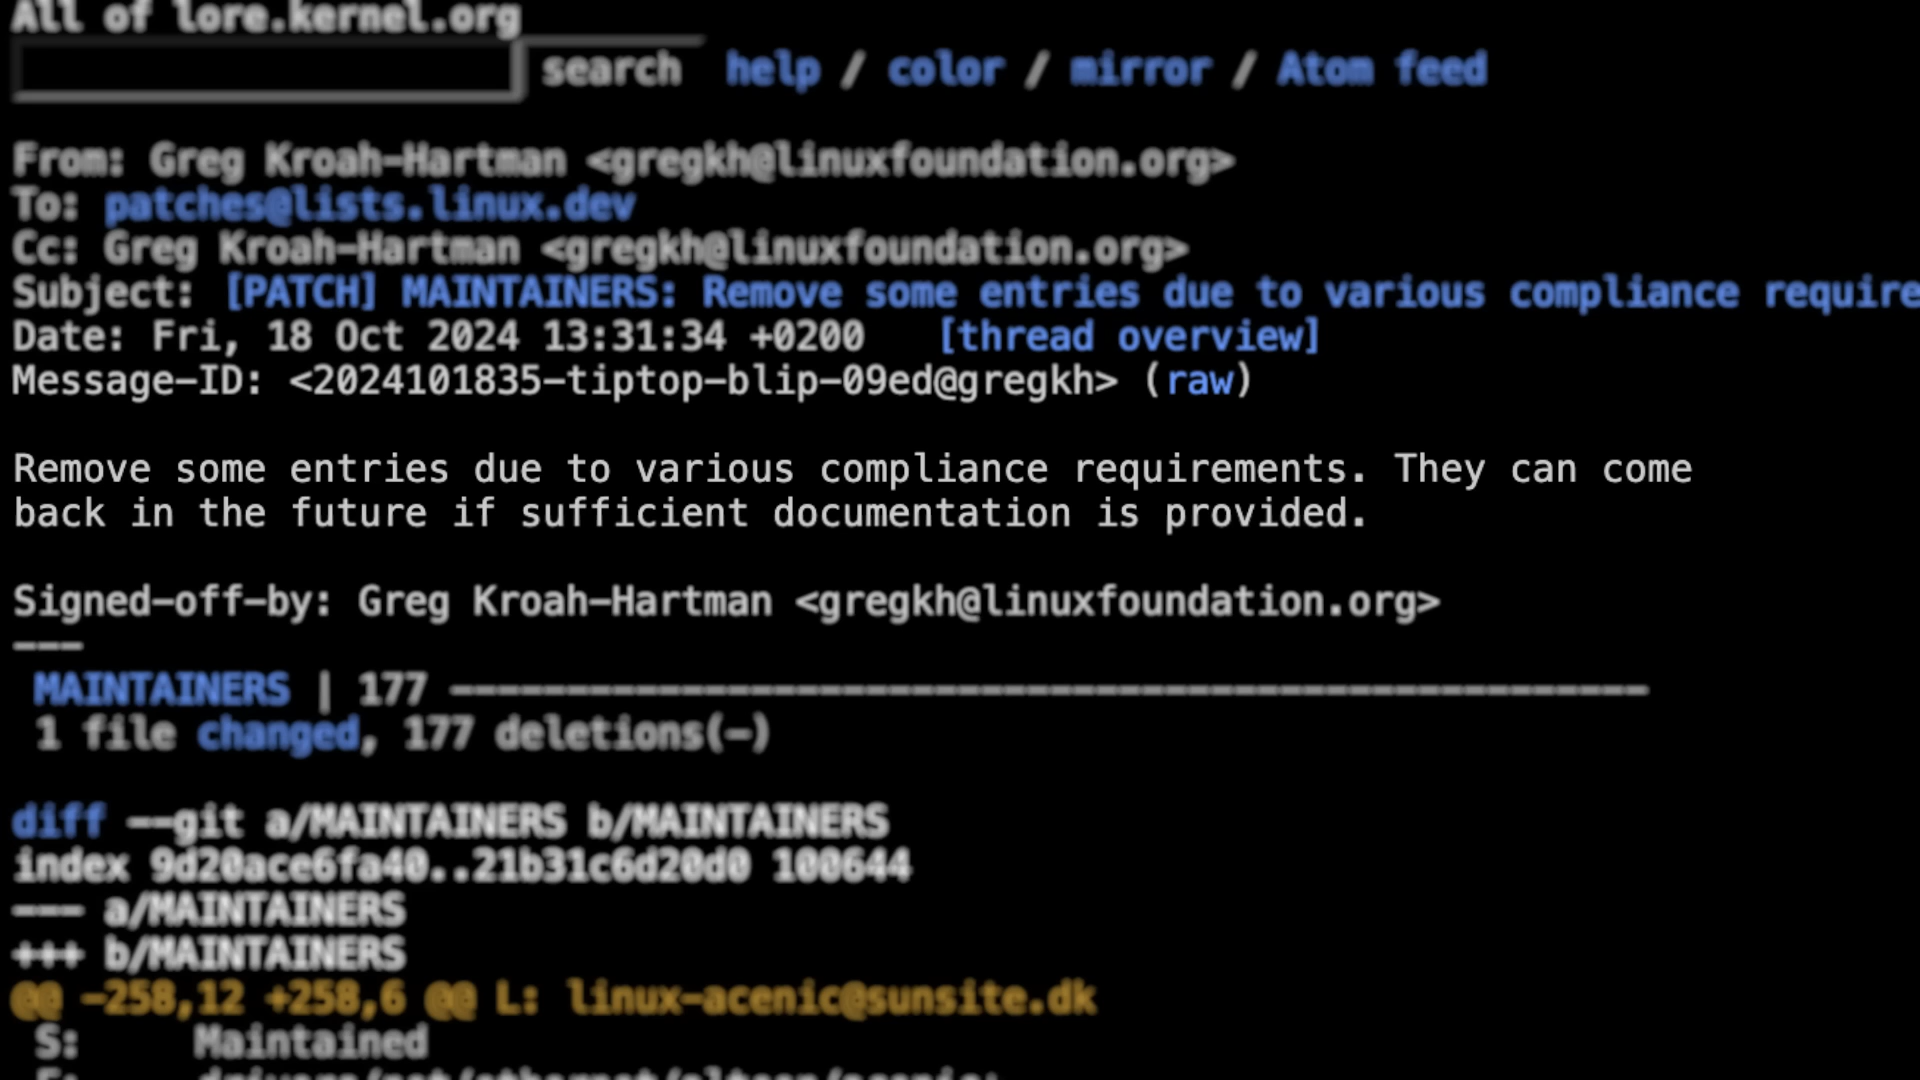 All of lore.kernel.org
search help / color / mirror / Atom feed
From: Greg Kroah-Hartman <gregkh@linuxfoundation.org>
To: patches@lists.linux.dev
Cc: Greg Kroah-Hartman <gregkh@linuxfoundation.org>
Subject: [PATCH] MAINTAINERS: Remove some entries due to various compliance require
Date: Fri, 18 Oct 2024 13:31:34 +0200 [thread overview]
Message-ID: <2024101835-tiptop-blip-09ed@gregkh> (raw)
Remove some entries due to various compliance requirements. They can come
back in the future if sufficient documentation is provided.
Signed-off-by: Greg Kroah-Hartman <gregkh@linuxfoundation.org>
---
MAINTAINERS | 177 ----------------------------------------------------
1 file changed, 177 deletions(-)
diff --git a/MAINTAINERS b/MAINTAINERS
index 9d20ace6fa40..21b31c6d20d0 100644
--- a/MAINTAINERS
+++ b/MAINTAINERS
@@ -258,12 +258,6 @@ L: linux-acenic@sunsite.dk
S: Maintained